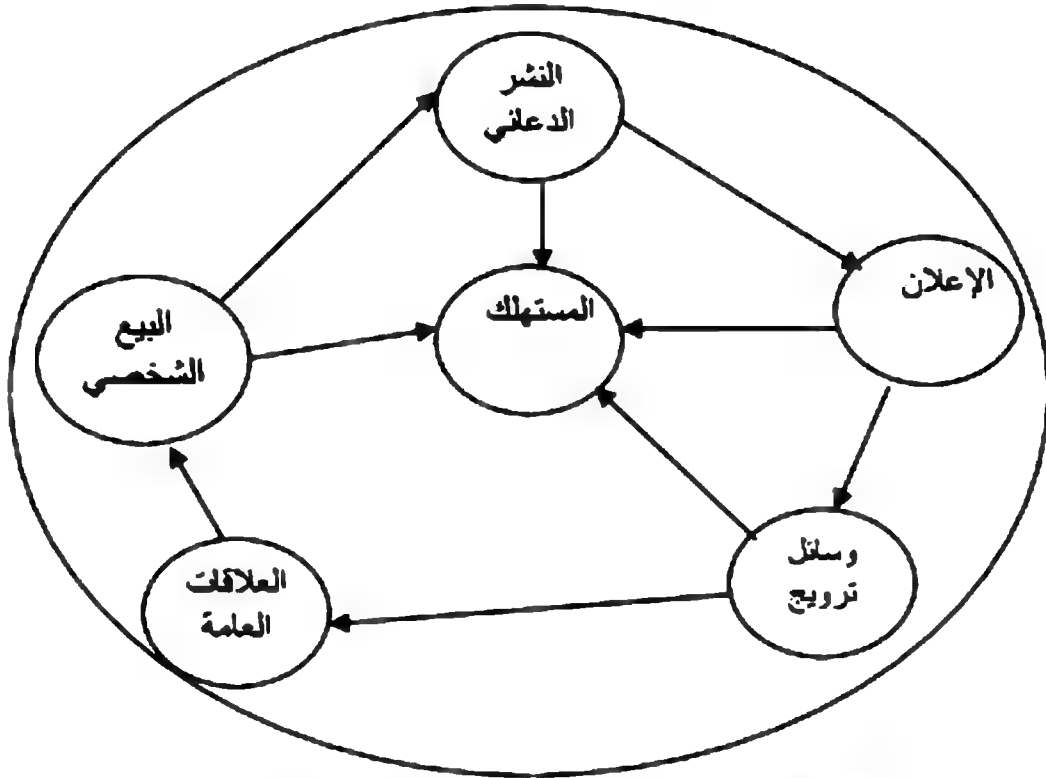 النشر
الدعائي
الإعلان
المستهلك
البيع
الشخصي
وسائل
ترويج
العلاقات
العامة